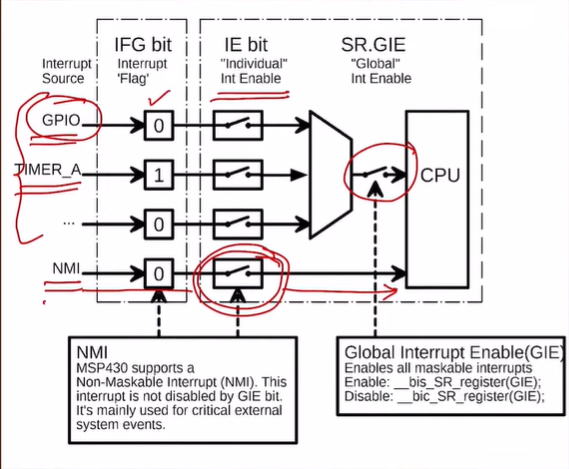 IFG bit
Interrupt
'Flag'
IE bit
"Individual"
Int Enable
SR.GIE
"Global"
Int Enable
Interrupt
Source
GPIO
0
TIMER_A
1
...
0
NMI
0
CPU
NMI
MSP430 supports a
Non-Maskable Interrupt (NMI). This
interrupt is not disabled by GIE bit.
It's mainly used for critical external
system events.
Global Interrupt Enable(GIE)
Enables all maskable interrupts
Enable: __bis_SR_register(GIE);
Disable: __bic_SR_register(GIE);